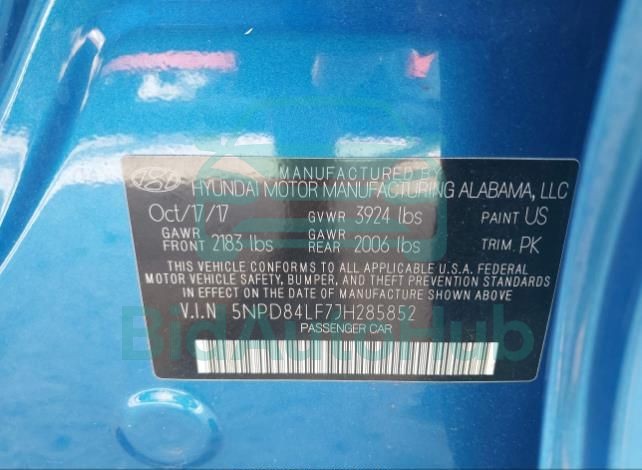 MANUFACTURED BY
HYUNDAI MOTOR MANUFACTURING ALABAMA, LLC
Oct/17/17 GVWR 3924 lbs PAINT US
GAWR FRONT 2183 lbs GAWR REAR 2006 lbs TRIM. PK
THIS VEHICLE CONFORMS TO ALL APPLICABLE U.S.A. FEDERAL
MOTOR VEHICLE SAFETY, BUMPER, AND THEFT PREVENTION STANDARDS
IN EFFECT ON THE DATE OF MANUFACTURE SHOWN ABOVE.
V.I.N 5NPD84LF7JH285852
PASSENGER CAR
BidAutoHub